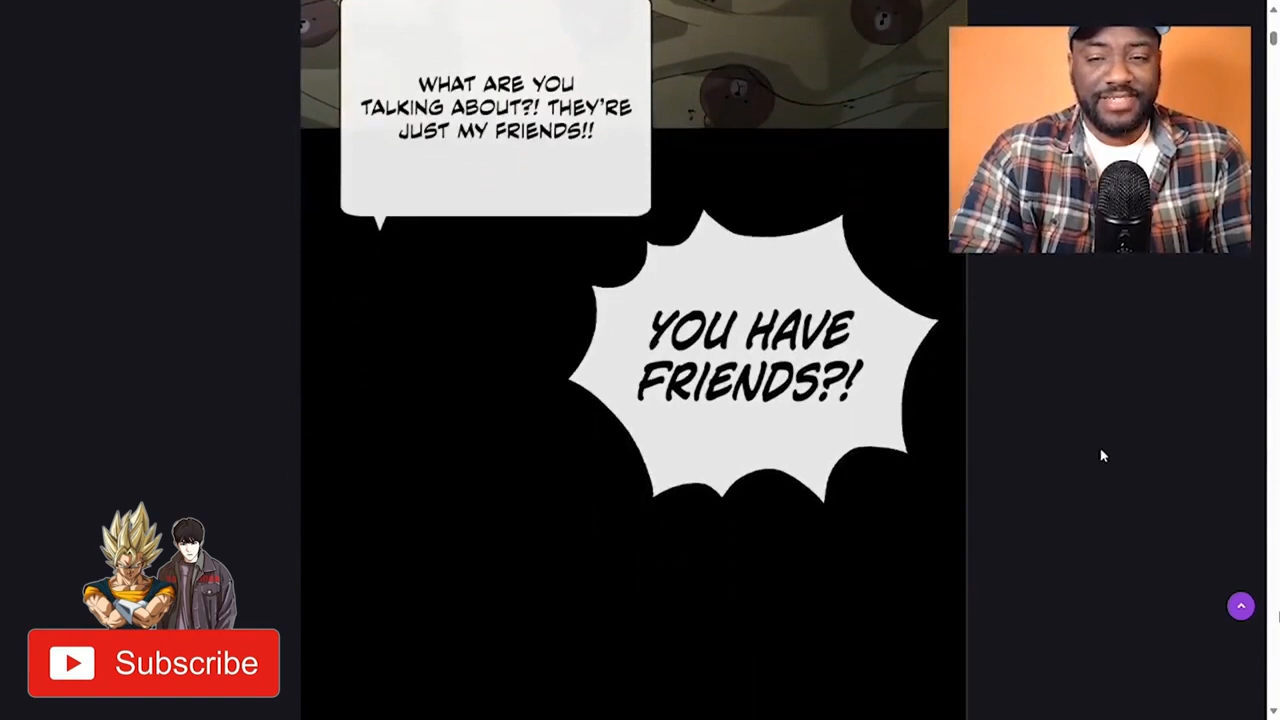 WHAT ARE YOU
TALKING ABOUT?! THEY'RE
JUST MY FRIENDS!!
YOU HAVE
FRIENDS?!
Subscribe